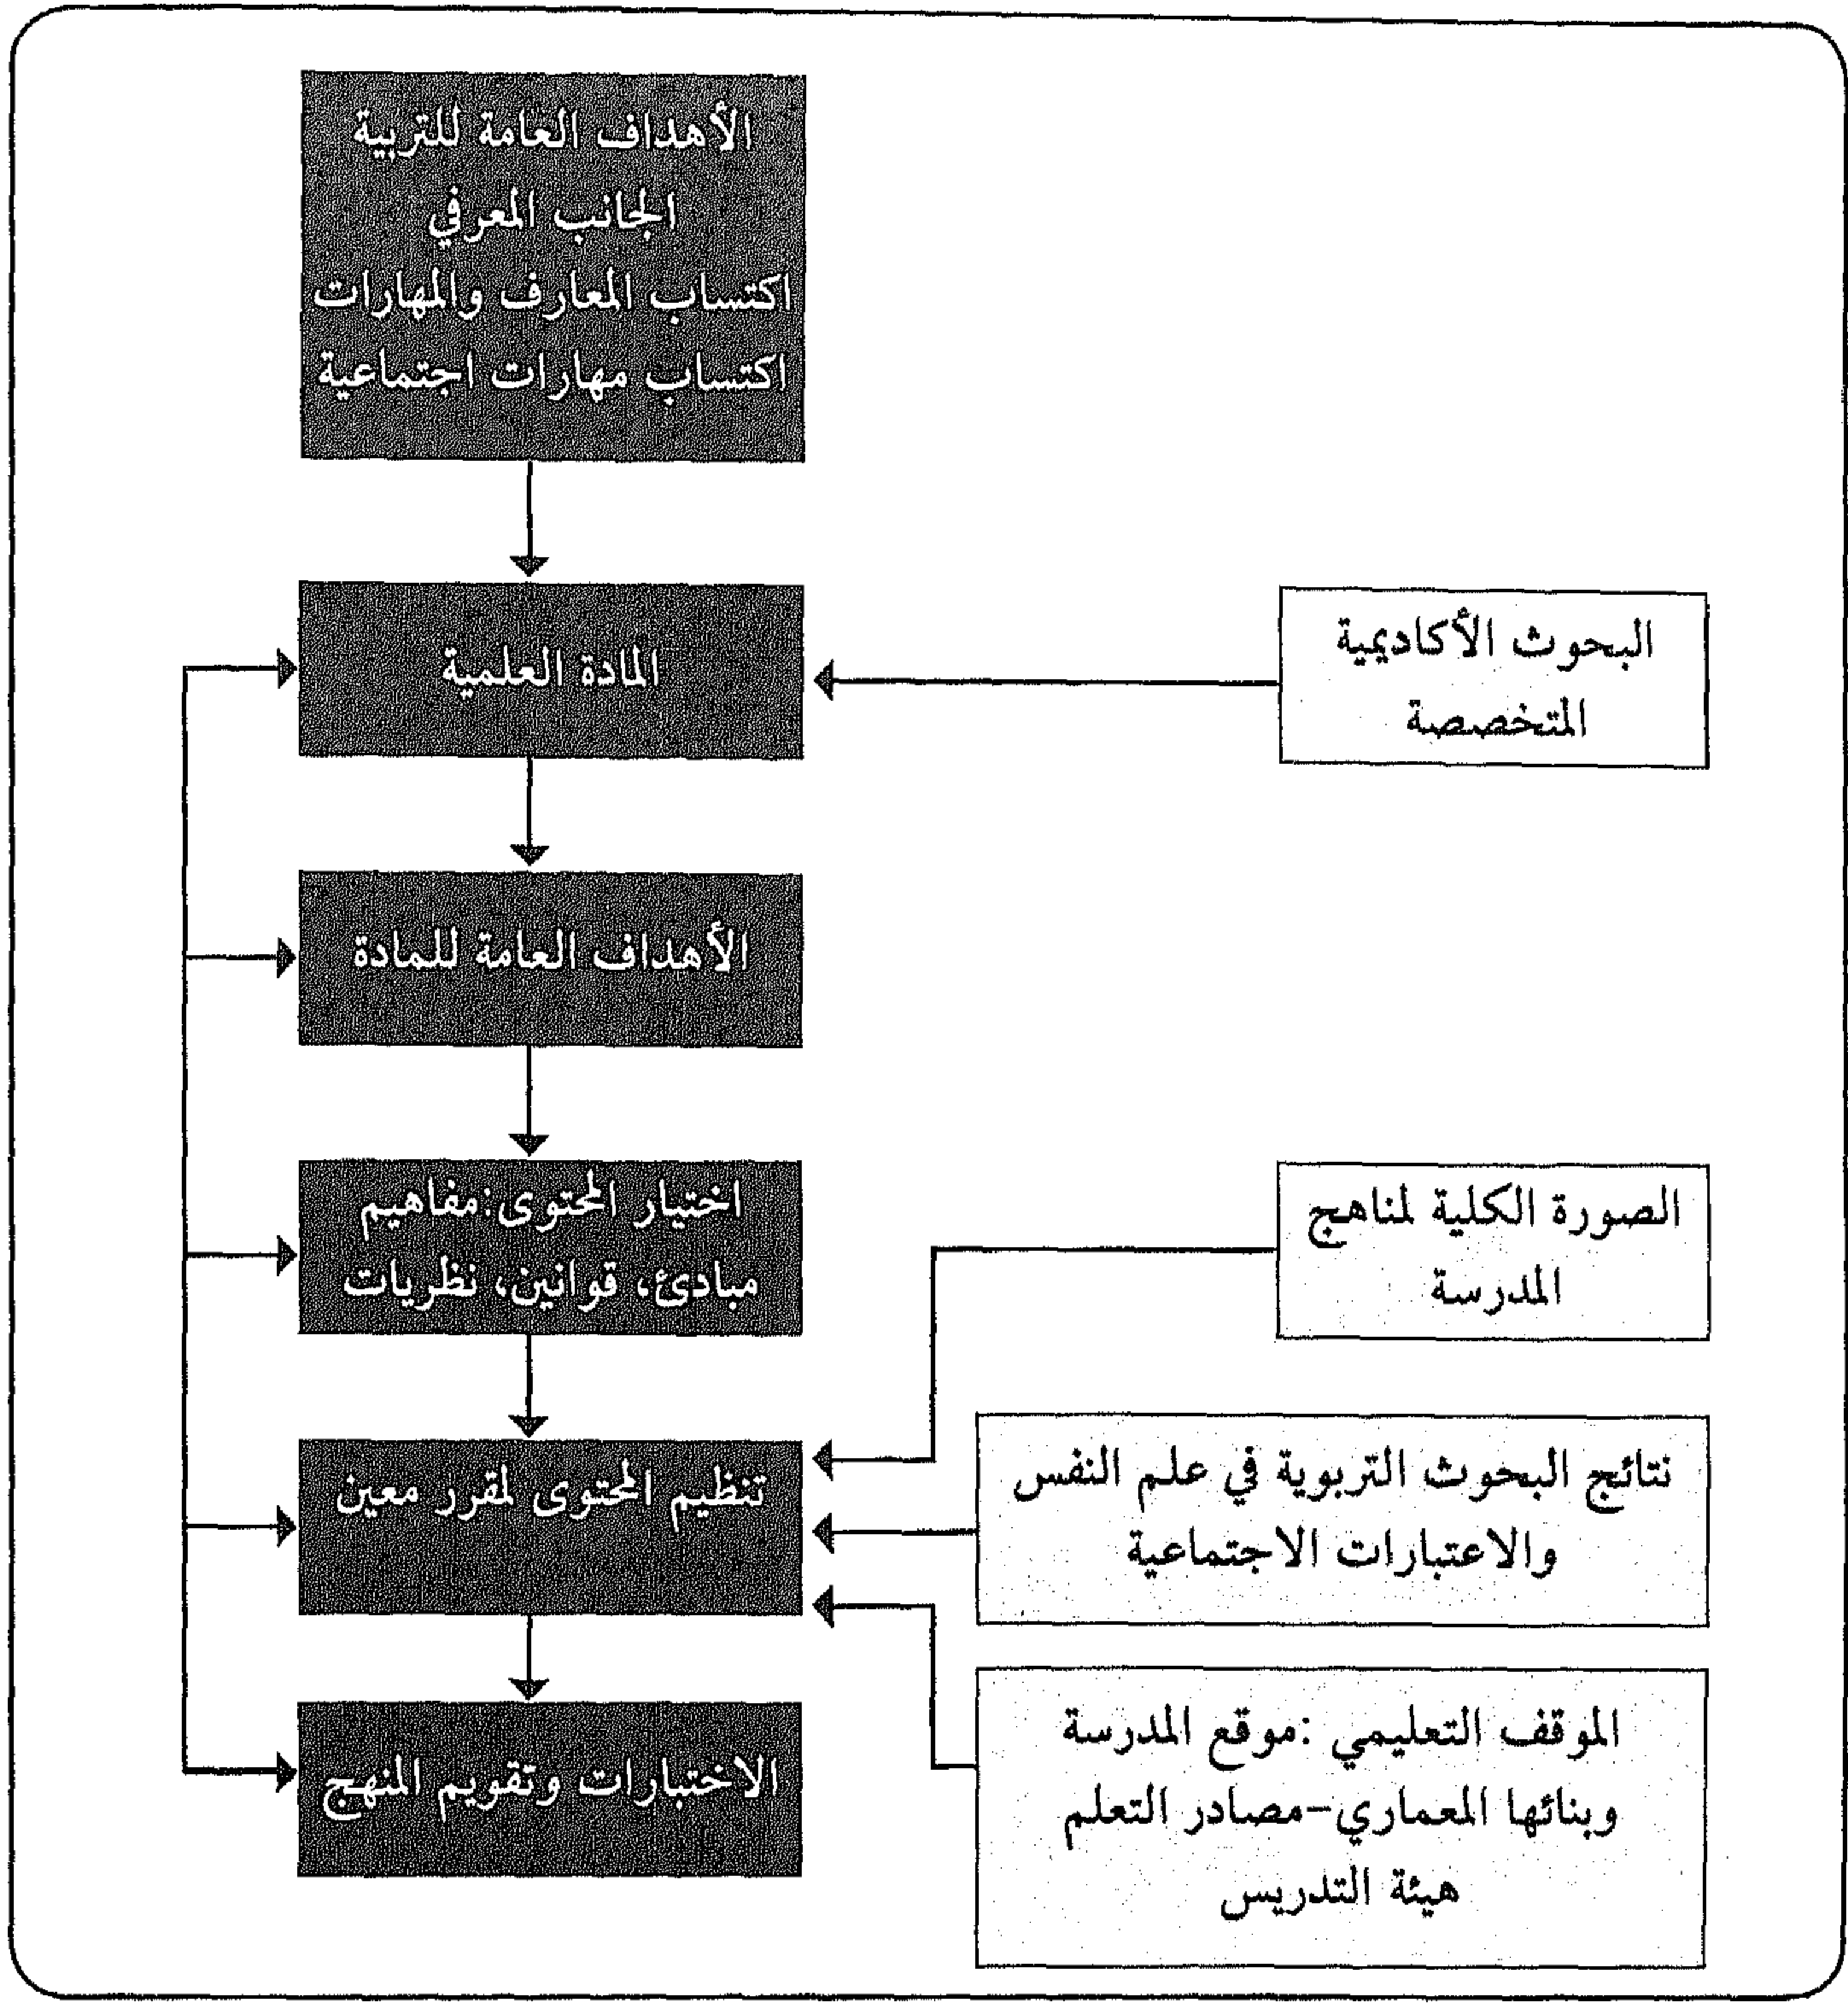 الأهداف العامة للتربية
الجانب المعرفي
اكتساب المعارف والمهارات
اكتساب مهارات اجتماعية
المادة العلمية
البحوث الأكاديمية
المتخصصة
الأهداف العامة للمادة
اختيار المحتوى:مفاهيم
مبادئ، قوانين، نظريات
الصورة الكلية لمناهج
المدرسة
تنظيم المحتوى لمقرر معين
نتائج البحوث التربوية في علم النفس
والاعتبارات الاجتماعية
الاختبارات وتقويم المنهج
الموقف التعليمي :موقع المدرسة
وبنائها المعماري-مصادر التعلم
هيئة التدريس